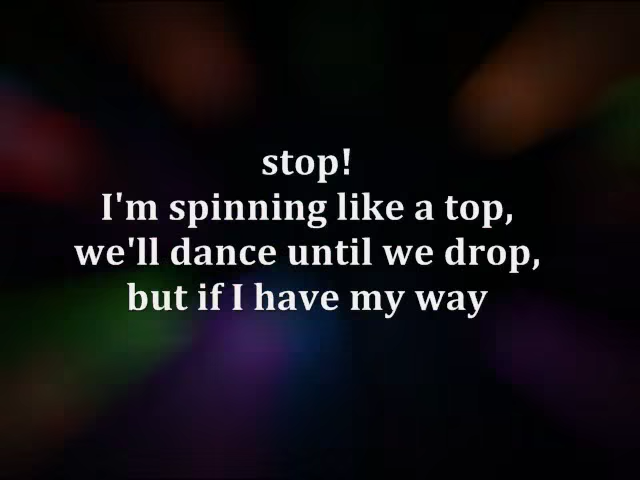 stop!
I'm spinning like a top,
we'll dance until we drop,
but if I have my way